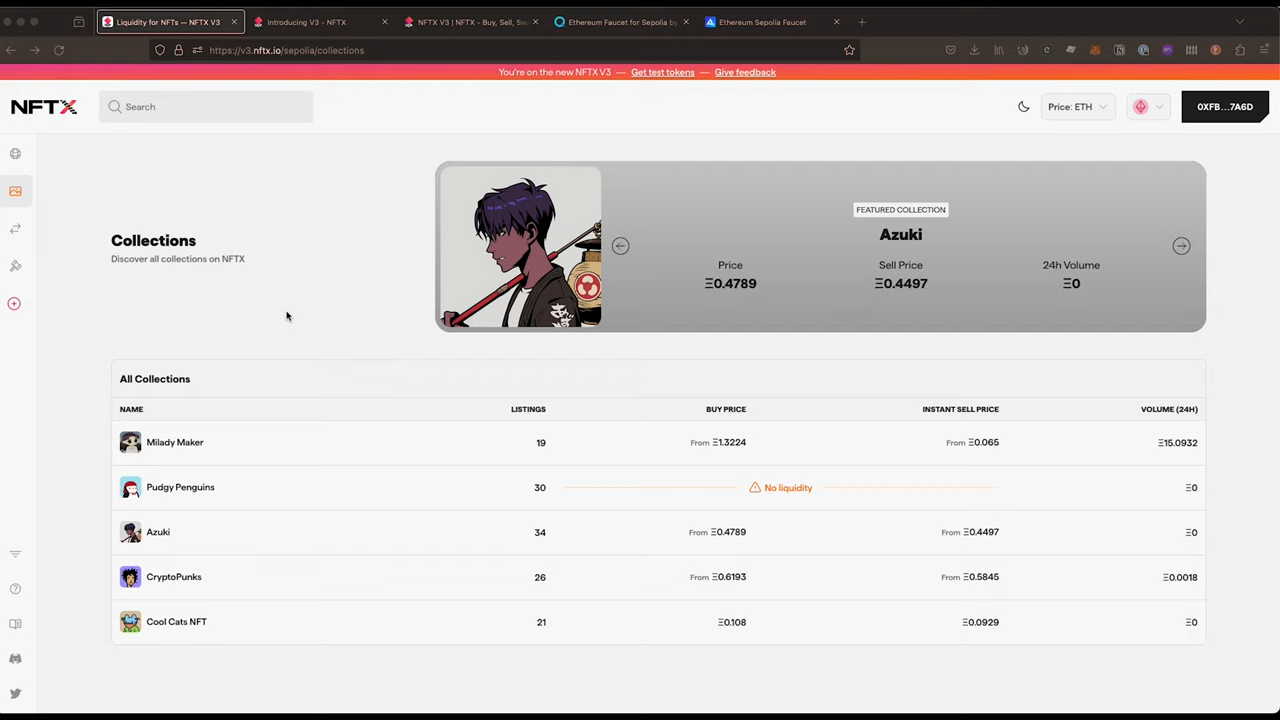 Liquidity for NFTs — NFTX V3
Introducing V3 - NFTX
NFTX V3 | NFTX - Buy, Sell, Swa
Ethereum Faucet for Sepolia by
Ethereum Sepolia Faucet
https://v3.nftx.io/sepolia/collections
You're on the new NFTX V3 — Get test tokens — Give feedback
NFTX
Search
Price: ETH
0XFB...7A6D
FEATURED COLLECTION
Azuki
Collections
Discover all collections on NFTX
Price Sell Price 24h Volume
Ξ0.4789 Ξ0.4497 Ξ0
All Collections
NAME LISTINGS BUY PRICE INSTANT SELL PRICE VOLUME (24H)
Milady Maker 19 From Ξ1.3224 From Ξ0.065 Ξ15.0932
Pudgy Penguins 30 No liquidity Ξ0
Azuki 34 From Ξ0.4789 From Ξ0.4497 Ξ0
CryptoPunks 26 From Ξ0.6193 From Ξ0.5845 Ξ0.0018
Cool Cats NFT 21 Ξ0.108 Ξ0.0929 Ξ0